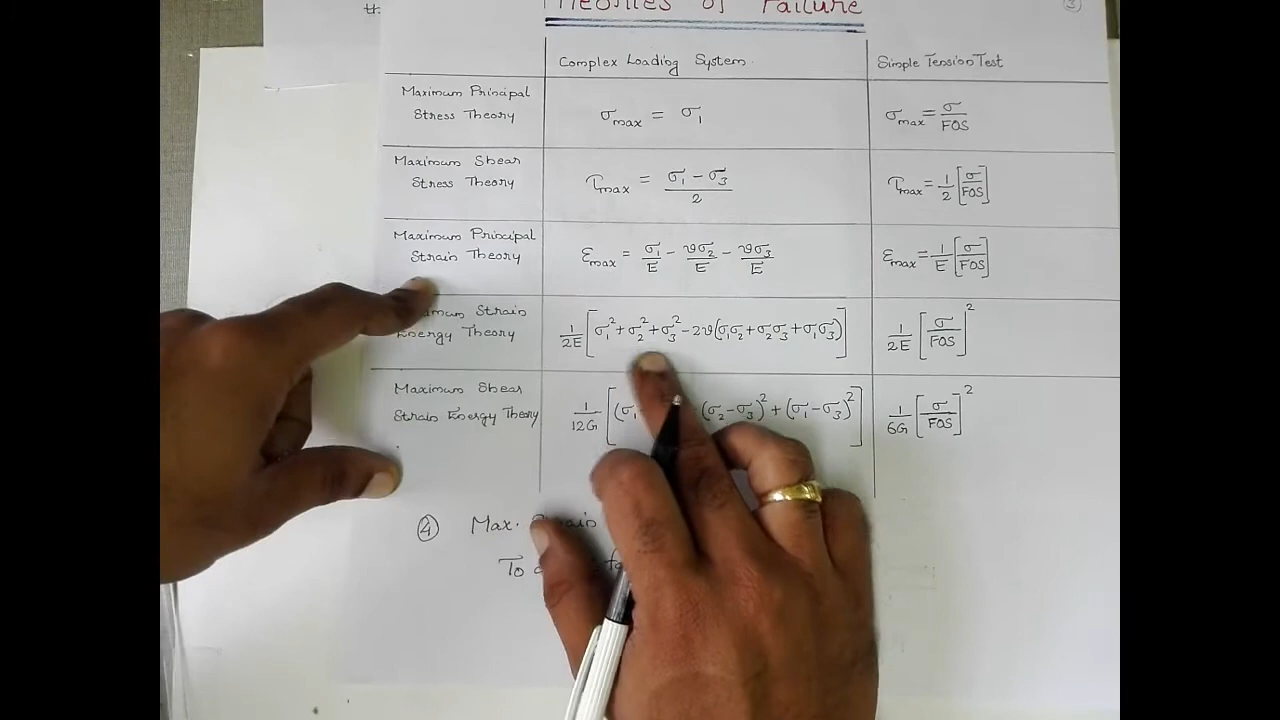 th
Theories of Failure
3
Complex Loading System
Simple Tension Test
Maximum Principal
Stress Theory
σmax = σ1
σmax = σ/FOS
Maximum Shear
Stress Theory
τmax = (σ1 − σ3)/2
τmax = 1/2 [σ/FOS]
Maximum Principal
Strain Theory
εmax = σ1/E − νσ2/E − νσ3/E
εmax = 1/E [σ/FOS]
Strain
Energy Theory
1/2E [σ1² + σ2² + σ3² − 2ν(σ1σ2 + σ2σ3 + σ1σ3)]
1/2E [σ/FOS]²
Maximum Shear
Strain Energy Theory
1/12G [(σ1 (σ2 − σ3)² + (σ1 − σ3)²]
1/6G [σ/FOS]²
4 Max.
To